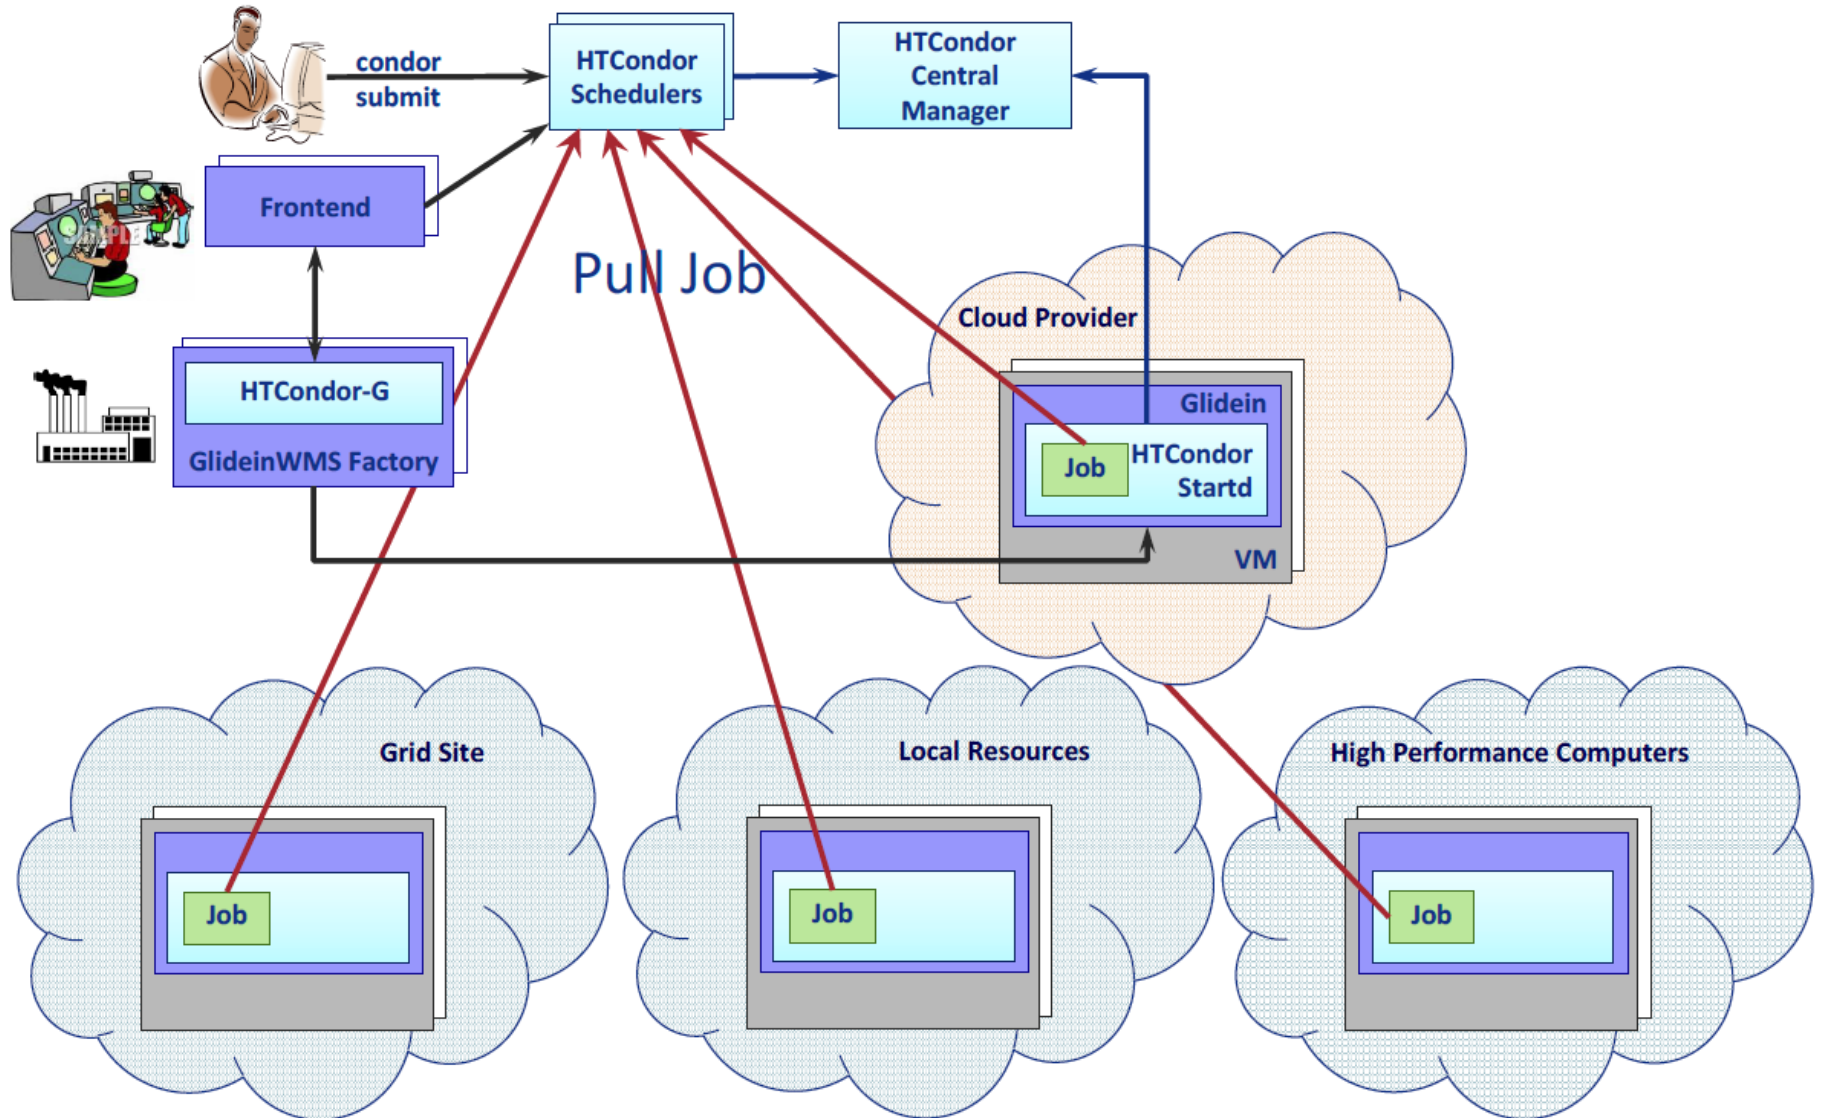 condor
submit
HTCondor
Schedulers
HTCondor
Central
Manager
Frontend
SAMPLE
Pull Job
HTCondor-G
GlideinWMS Factory
Cloud Provider
Glidein
Job
HTCondor
Startd
VM
Grid Site
Job
Local Resources
Job
High Performance Computers
Job